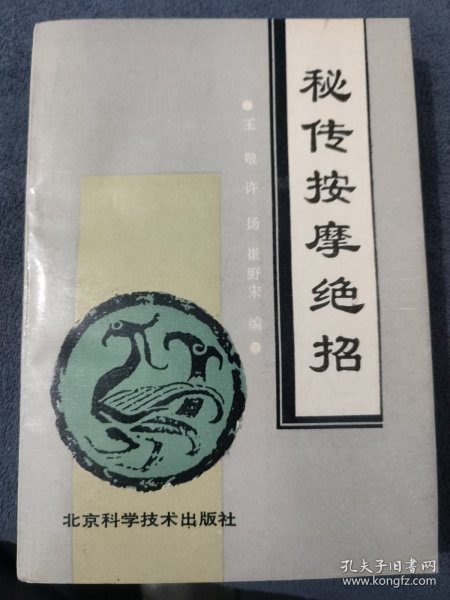 秘传按摩绝招
王敬 许扬 崔野宋 编
北京科学技术出版社
孔夫子旧书网
www.kongfz.com